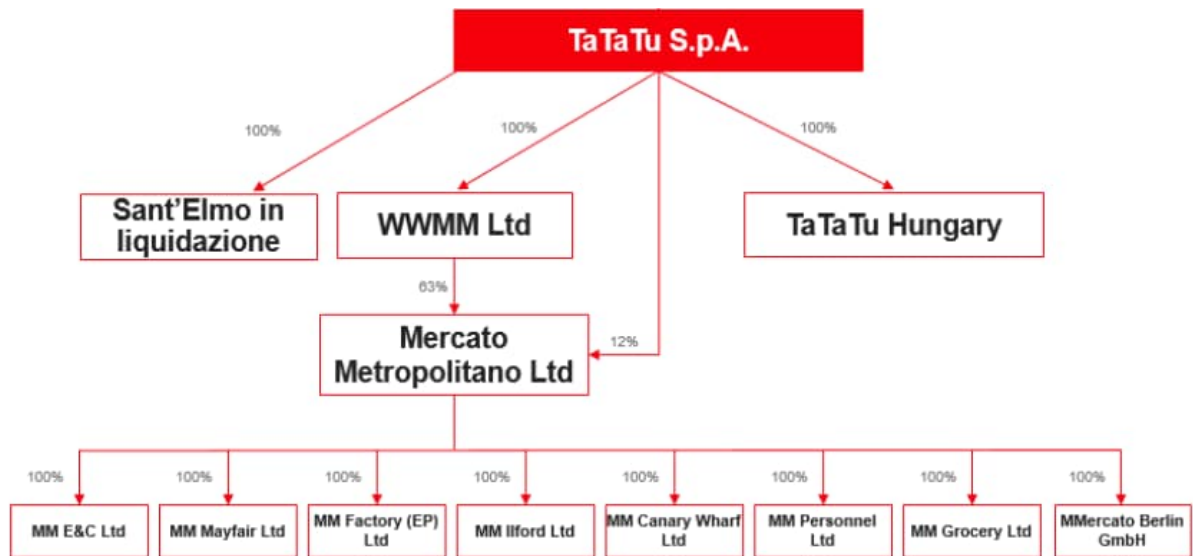 TaTaTu S.p.A.
100%
100%
100%
Sant'Elmo in
liquidazione
WWMM Ltd
TaTaTu Hungary
63%
Mercato
Metropolitano Ltd
12%
100%
100%
100%
100%
100%
100%
100%
100%
MM E&C Ltd
MM Mayfair Ltd
MM Factory (EP)
Ltd
MM Ilford Ltd
MM Canary Wharf
Ltd
MM Personnel
Ltd
MM Grocery Ltd
MMercato Berlin
GmbH